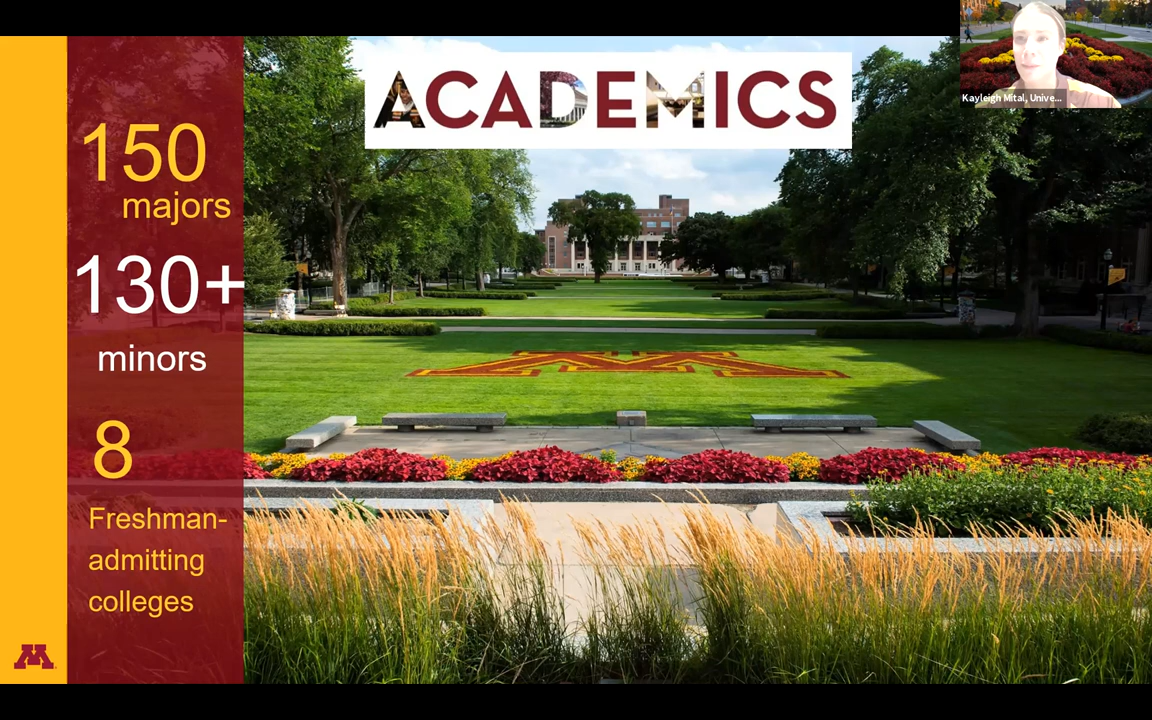 ACADEMICS
Kayleigh Mital, Unive...
150
majors
130+
minors
8
Freshman-
admitting
colleges
M